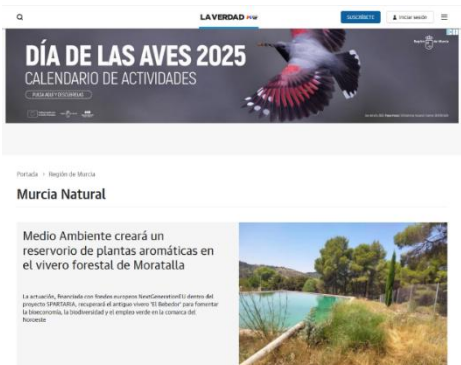 LA VERDAD
SUSCRÍBETE
Iniciar sesión
DÍA DE LAS AVES 2025
CALENDARIO DE ACTIVIDADES
PULSA AQUÍ Y DESCÚBRELAS
Portada > Región de Murcia
Murcia Natural
Medio Ambiente creará un
reservorio de plantas aromáticas en
el vivero forestal de Moratalla
La actuación, financiada con fondos europeos NextGenerationEU dentro del
proyecto SPARTARIA, recuperará el antiguo vivero 'El Bebedor' para fomentar
la bioeconomía, la biodiversidad y el empleo verde en la comarca del
Noroeste